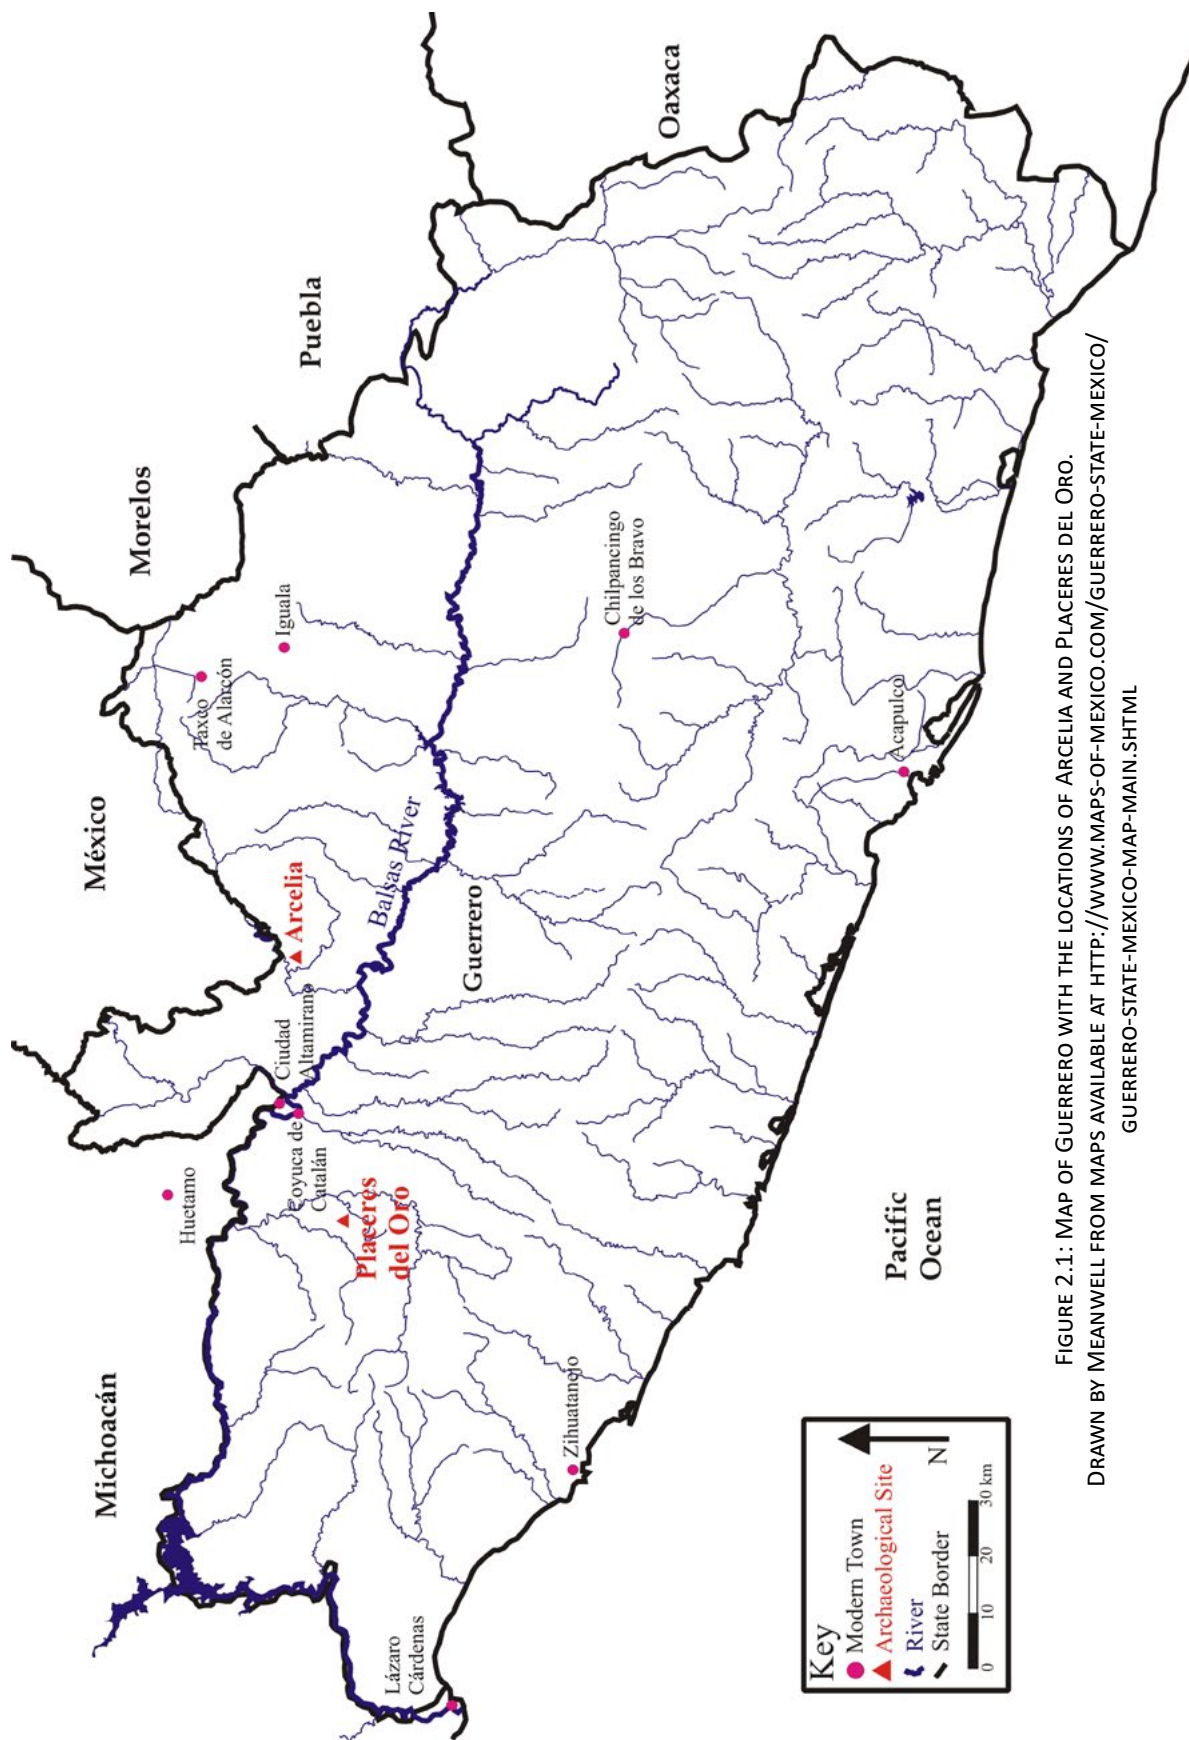 Michoacán
México
Morelos
Puebla
Oaxaca
Huetamo
Taxco
de Alarcón
Iguala
Arcelia
Ciudad
Altamirano
Coyuca de
Catalán
Placeres
del Oro
Balsas River
Guerrero
Chilpancingo
de los Bravo
Lázaro
Cárdenas
Zihuatanejo
Acapulco
Pacific
Ocean
Key
Modern Town
Archaeological Site
River
State Border
N
0 10 20 30 km
FIGURE 2.1: MAP OF GUERRERO WITH THE LOCATIONS OF ARCELIA AND PLACERES DEL ORO.
DRAWN BY MEANWELL FROM MAPS AVAILABLE AT HTTP://WWW.MAPS-OF-MEXICO.COM/GUERRERO-STATE-MEXICO/
GUERRERO-STATE-MEXICO-MAP-MAIN.SHTML